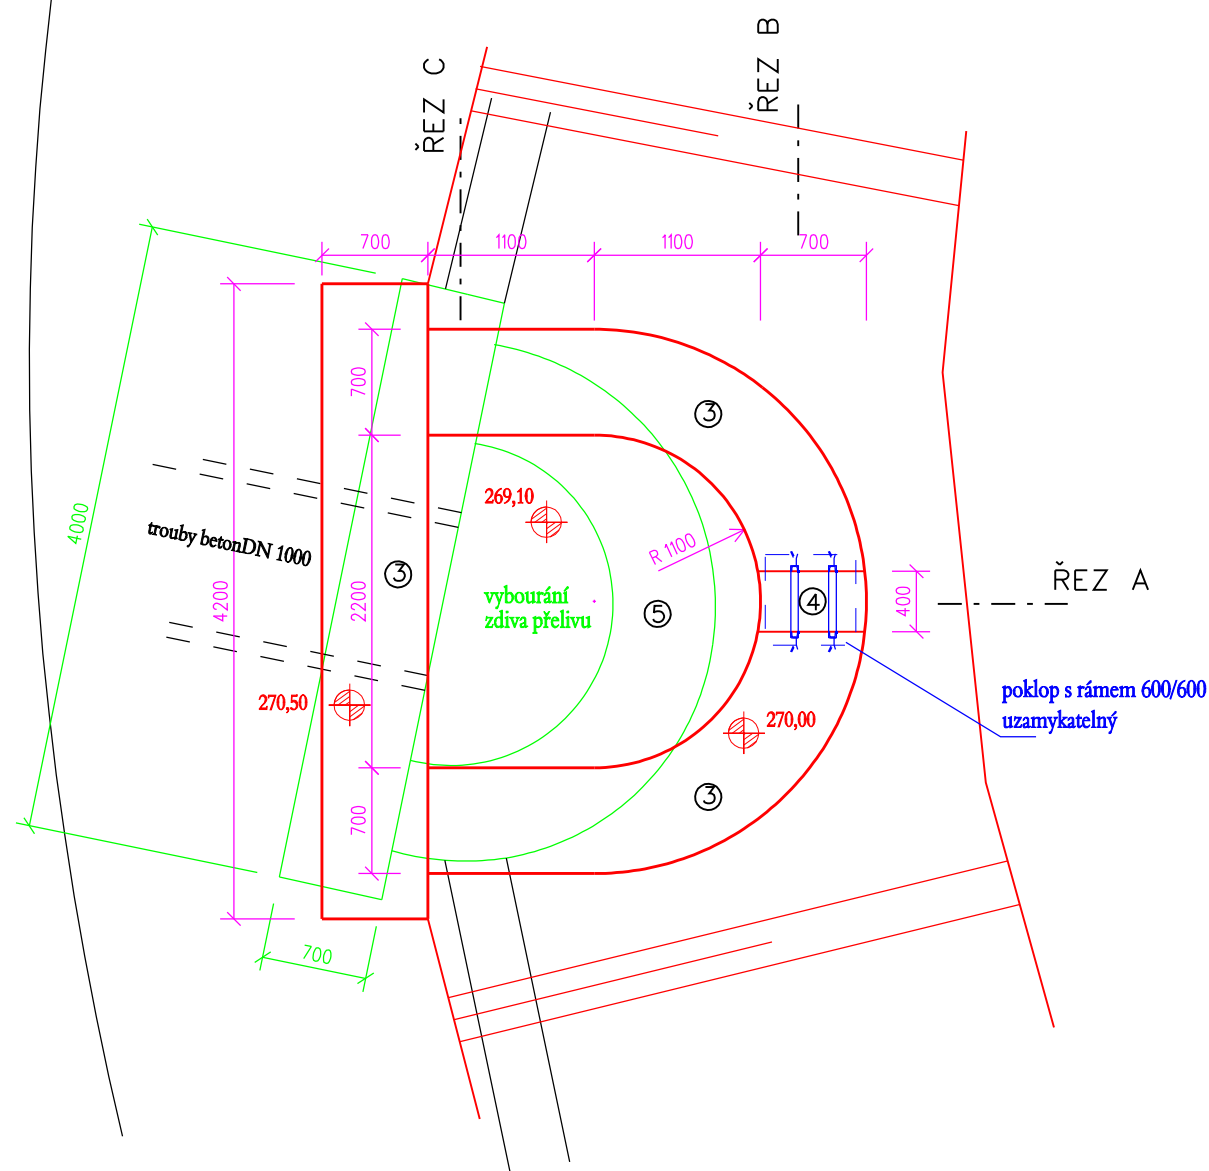 ŘEZ B
ŘEZ C
700
1100
1100
700
700
③
269,10
4000
trouby betonDN 1000
R 1100
③
ŘEZ A
4200
2200
vybourání
zdiva přelivu
⑤
④
400
270,50
270,00
poklop s rámem 600/600
uzamykatelný
700
③
700